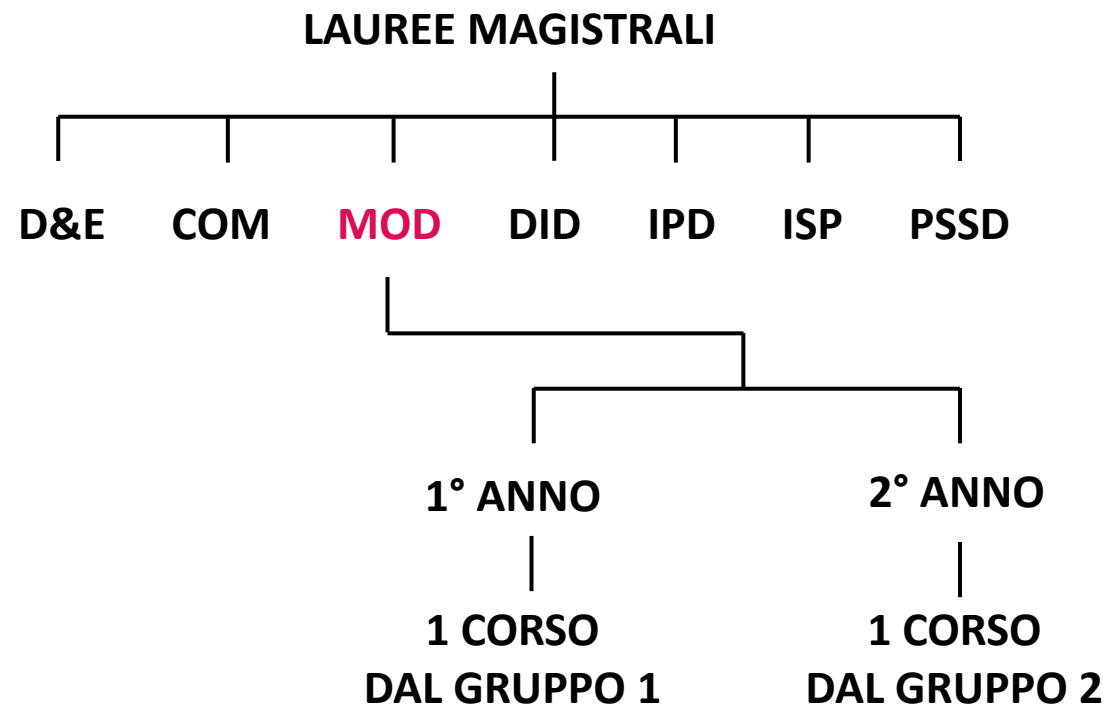 LAUREE MAGISTRALI
D&E COM MOD DID IPD ISP PSSD
1° ANNO 2° ANNO
1 CORSO 1 CORSO
DAL GRUPPO 1 DAL GRUPPO 2